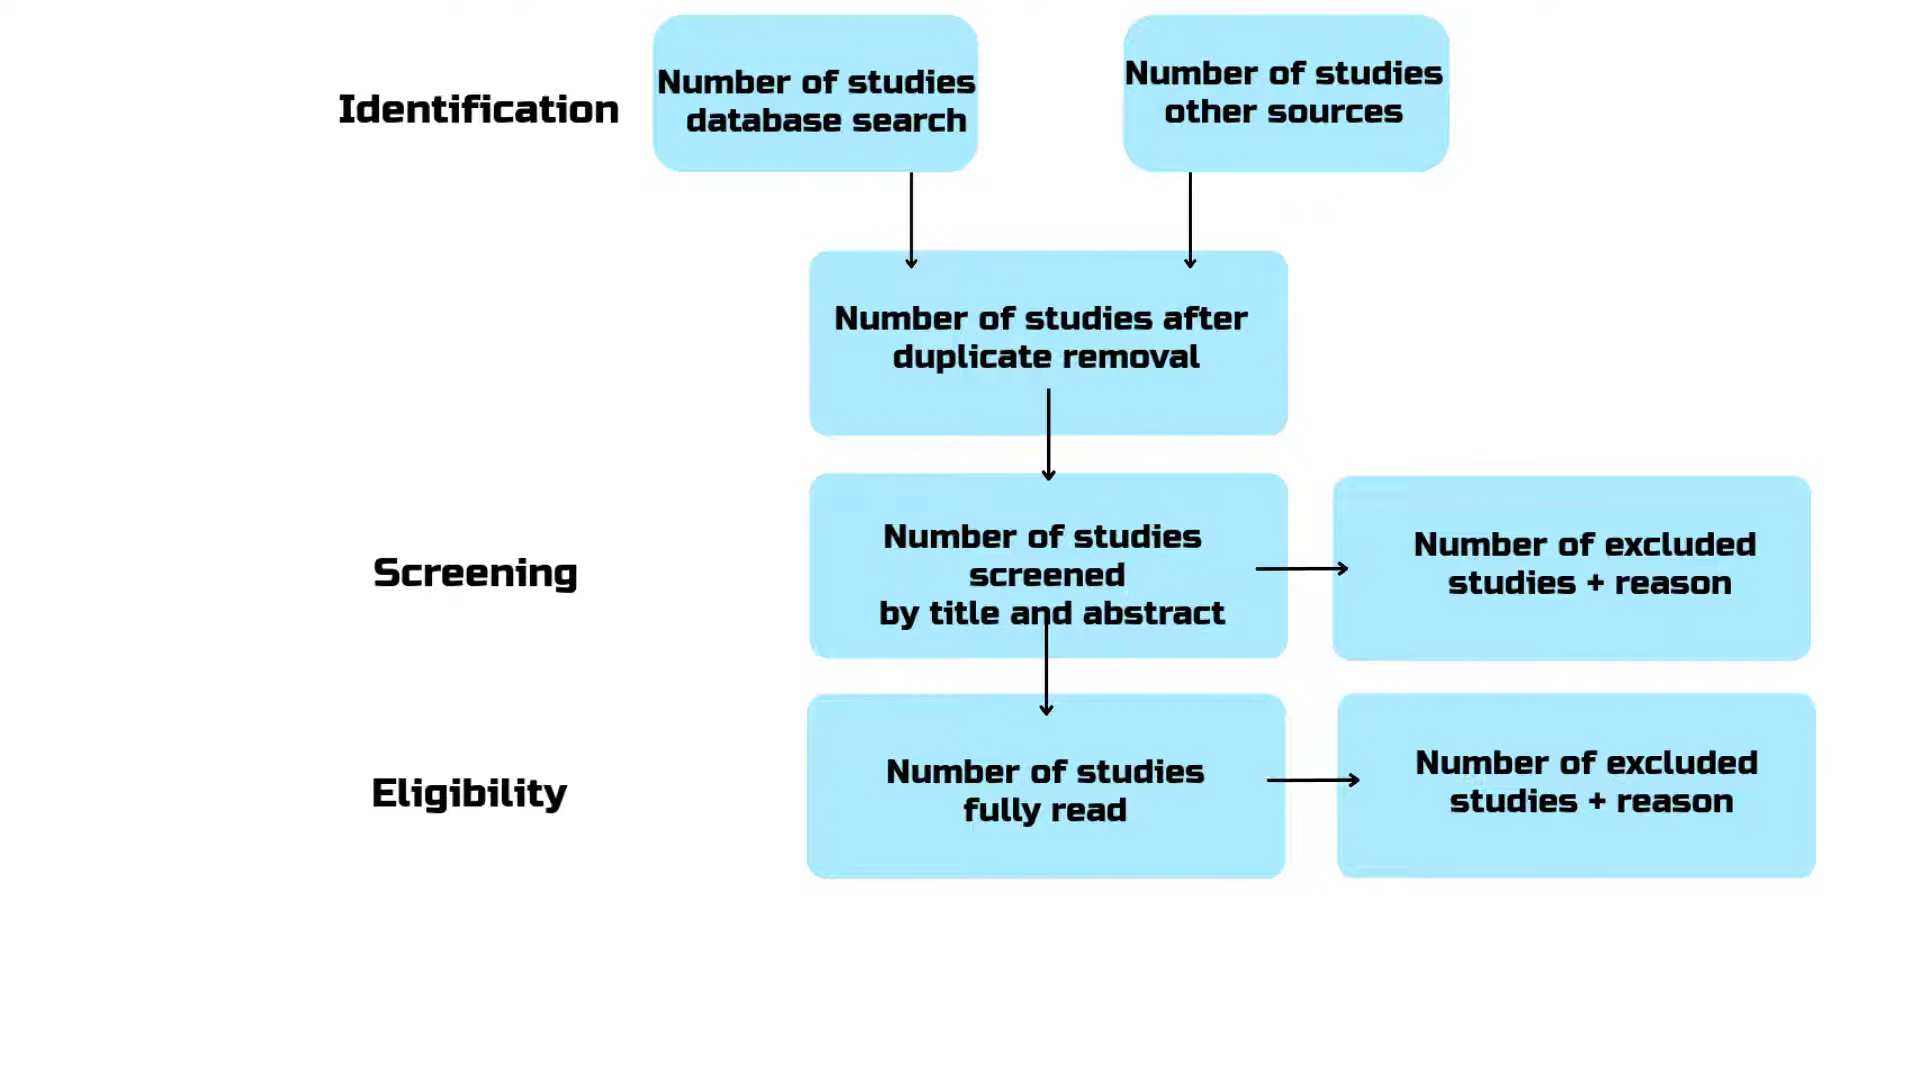 Identification
Number of studies
database search
Number of studies
other sources
Number of studies after
duplicate removal
Screening
Number of studies
screened
by title and abstract
Number of excluded
studies + reason
Eligibility
Number of studies
fully read
Number of excluded
studies + reason